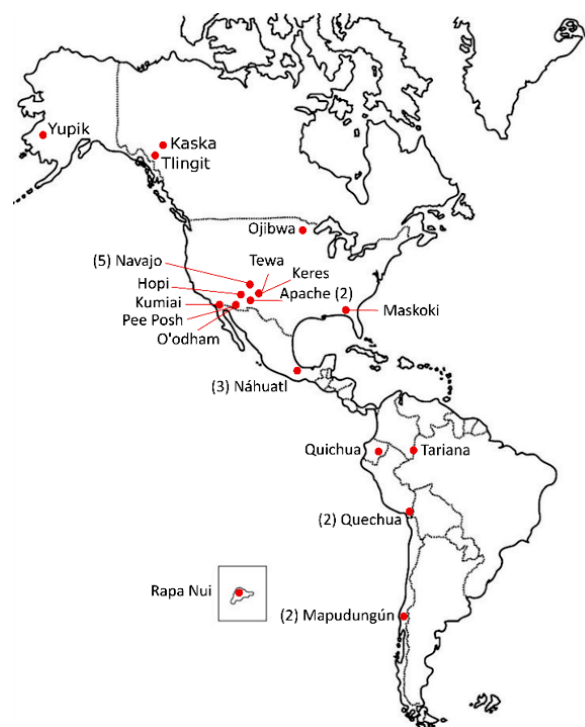 Yupik
Kaska
Tlingit
Ojibwa
Tewa
(5) Navajo
Keres
Hopi
Apache (2)
Kumiai
Maskoki
Pee Posh
O'odham
(3) Náhuatl
Quichua
Tariana
(2) Quechua
Rapa Nui
(2) Mapudungún